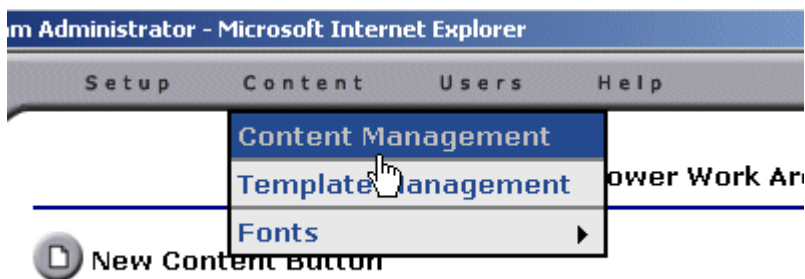 m Administrator - Microsoft Internet Explorer
Setup Content Users Help
Content Management
Template Management
ower Work Ar
Fonts
New Content Button